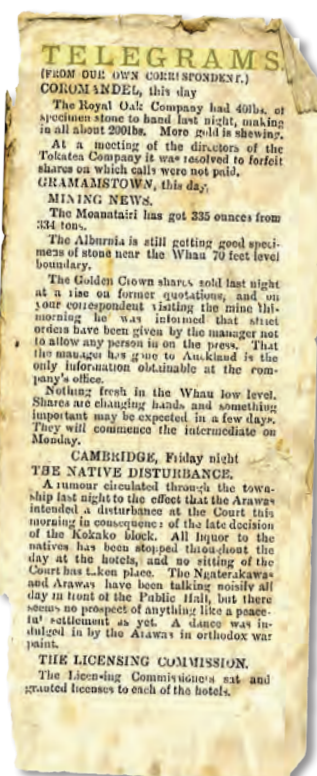 TELEGRAMS.
(FROM OUR OWN CORRESPONDENT.)
COROMANDEL, this day
The Royal Oak Company had 40lbs. of
specimen stone to hand last night, making
in all about 200lbs. More gold is shewing.
At a meeting of the directors of the
Tokatea Company it was resolved to forfeit
shares on which calls were not paid.
GRAMAMSTOWN, this day.
MINING NEWS.
The Moanatairi has got 335 ounces from
334 tons.
The Alburnia is still getting good speci-
mens of stone near the Whau 70 feet level
boundary.
The Golden Crown shares sold last night
at a rise on former quotations, and on
your correspondent visiting the mine this
morning he was informed that strict
orders have been given by the manager not
to allow any person in on the press. That
the manager has gone to Auckland is the
only information obtainable at the com-
pany's office.
Nothing fresh in the Whau low level.
Shares are changing hands and something
important may be expected in a few days.
They will commence the intermediate on
Monday.
CAMBRIDGE, Friday night
THE NATIVE DISTURBANCE.
A rumour circulated through the town-
ship last night to the effect that the Arawas
intended a disturbance at the Court this
morning in consequence of the late decision
of the Kokako block. All liquor to the
natives has been stopped throughout the
day at the hotels, and no sitting of the
Court has taken place. The Ngaterakawas
and Arawas have been talking noisily all
day in front of the Public Hall, but there
seems no prospect of anything like a peace-
ful settlement as yet. A dance was in-
dulged in by the Arawas in orthodox war
paint.
THE LICENSING COMMISSION.
The Licensing Commissioners sat and
granted licenses to each of the hotels.